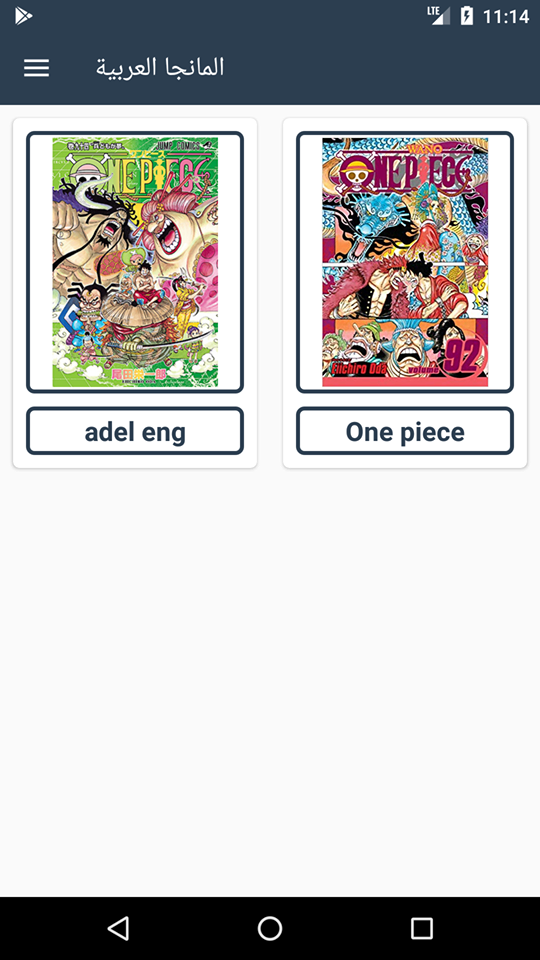 LTE 11:14
المانجا العربية
JUMP COMICS
ONE PIECE
尾田栄一郎
adel eng
WANO
ONE PIECE
Eiichiro Oda
volume 92
One piece